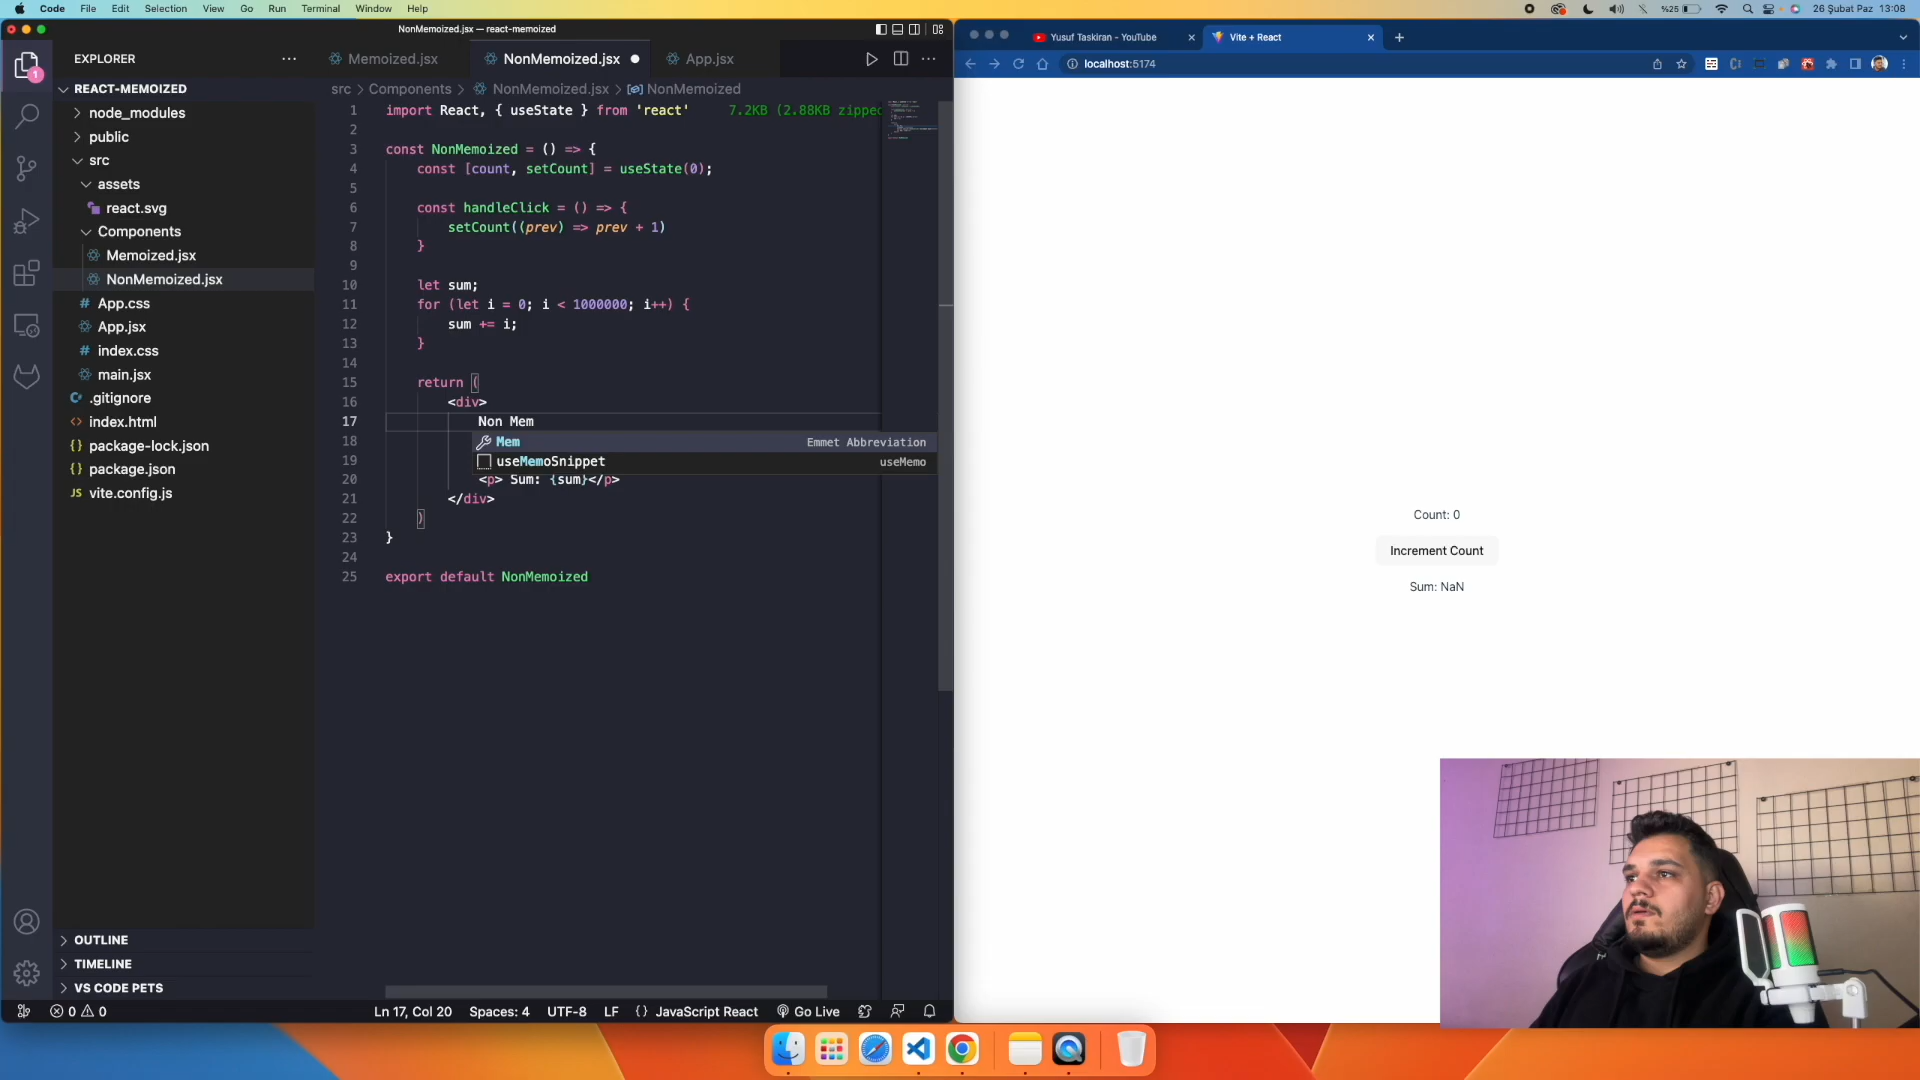 Code File Edit Selection View Go Run Terminal Window Help
%25 26 Şubat Paz 13:08
NonMemoized.jsx — react-memoized
Yusuf Taskiran - YouTube
Vite + React
localhost:5174
EXPLORER
Memoized.jsx
NonMemoized.jsx
App.jsx
REACT-MEMOIZED
src > Components > NonMemoized.jsx > NonMemoized
1
node_modules
public
src
assets
react.svg
Components
Memoized.jsx
NonMemoized.jsx
App.css
App.jsx
index.css
main.jsx
.gitignore
index.html
package-lock.json
package.json
vite.config.js
OUTLINE
TIMELINE
VS CODE PETS
1 import React, { useState } from 'react' 7.2KB (2.88KB zipped
2
3 const NonMemoized = () => {
4 const [count, setCount] = useState(0);
5
6 const handleClick = () => {
7 setCount((prev) => prev + 1)
8 }
9
10 let sum;
11 for (let i = 0; i < 1000000; i++) {
12 sum += i;
13 }
14
15 return (
16 <div>
17 Non Mem
18 Mem Emmet Abbreviation
19 useMemoSnippet useMemo
20 <p> Sum: {sum}</p>
21 </div>
22 )
23 }
24
25 export default NonMemoized
Count: 0
Increment Count
Sum: NaN
0 0 Ln 17, Col 20 Spaces: 4 UTF-8 LF {} JavaScript React Go Live